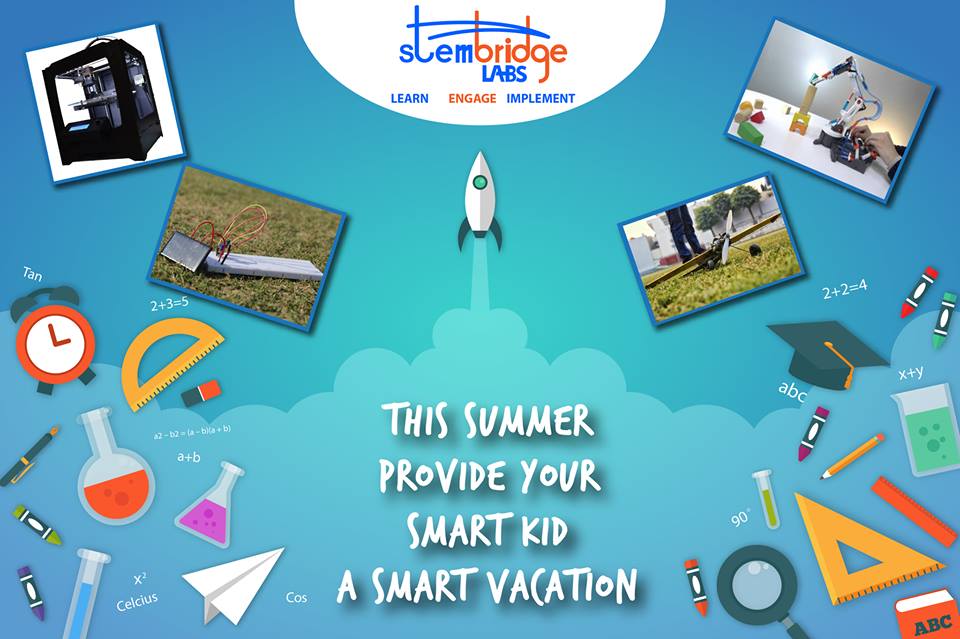 stembridge
LABS
LEARN ENGAGE IMPLEMENT
Tan
2+3=5
2+2=4
x+y
abc
a2 – b2 = (a – b)(a + b)
a+b
THIS SUMMER
PROVIDE YOUR
SMART KID
A SMART VACATION
90°
x²
Celcius
Cos
ABC